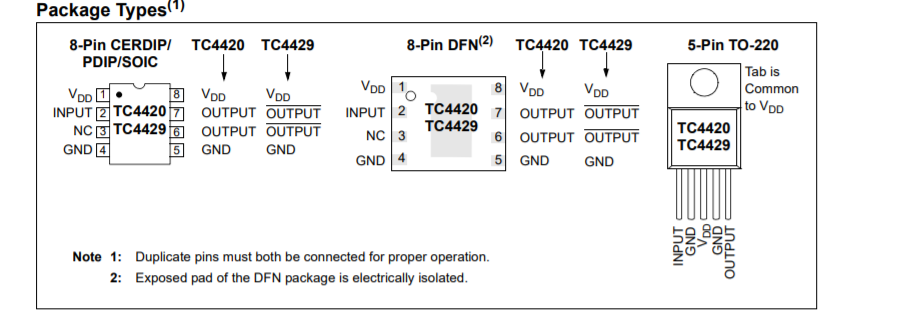 Package Types(1)
8-Pin CERDIP/ PDIP/SOIC TC4420 TC4429
VDD 1 8 VDD VDD
INPUT 2 TC4420 7 OUTPUT OUTPUT
NC 3 TC4429 6 OUTPUT OUTPUT
GND 4 5 GND GND
8-Pin DFN(2) TC4420 TC4429
VDD 1 8 VDD VDD
INPUT 2 TC4420 7 OUTPUT OUTPUT
NC 3 TC4429 6 OUTPUT OUTPUT
GND 4 5 GND GND
5-Pin TO-220
Tab is
Common
to VDD
TC4420
TC4429
INPUT
GND
VDD
GND
OUTPUT
Note 1: Duplicate pins must both be connected for proper operation.
2: Exposed pad of the DFN package is electrically isolated.